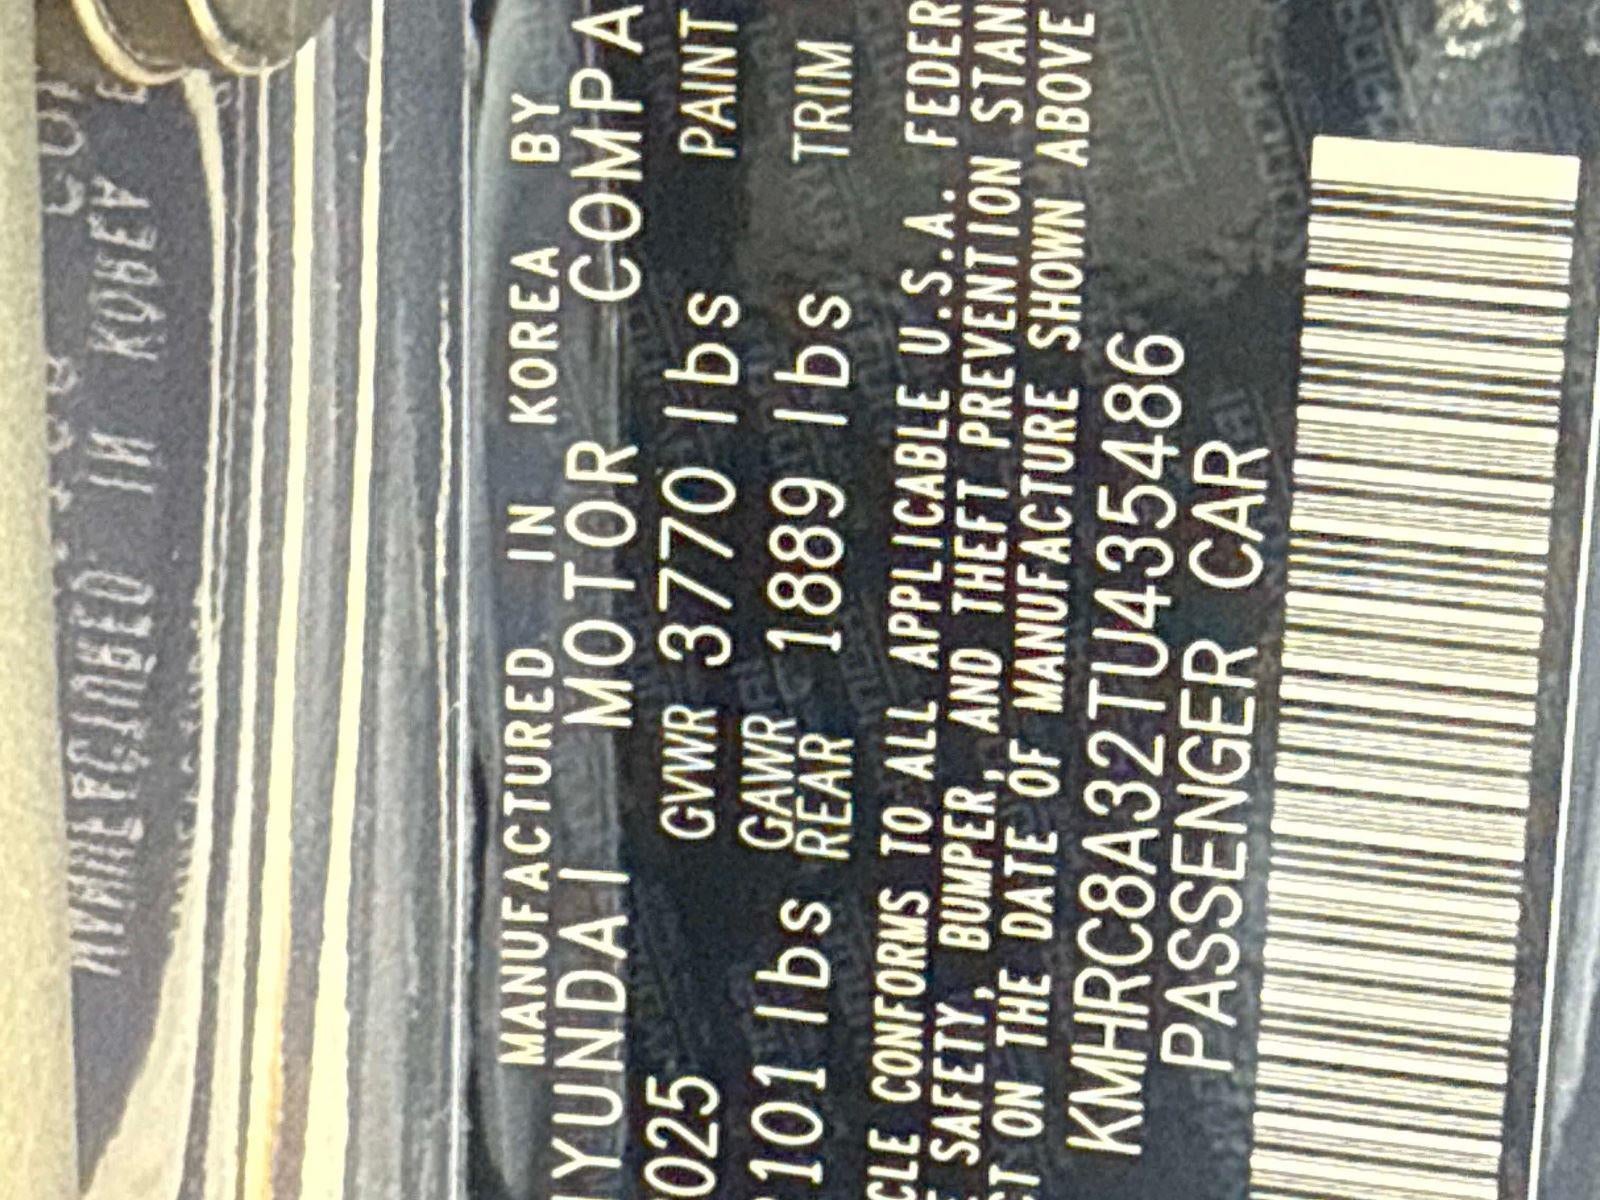 MANUFACTURED IN KOREA BY
YUNDAI MOTOR COMPA
025 GVWR 3770 lbs PAINT
101 lbs GAWR REAR 1889 lbs TRIM
CLE CONFORMS TO ALL APPLICABLE U.S.A. FEDER
SAFETY, BUMPER, AND THEFT PREVENTION STAN
ON THE DATE OF MANUFACTURE SHOWN ABOVE
KMHRC8A32TU435486
PASSENGER CAR